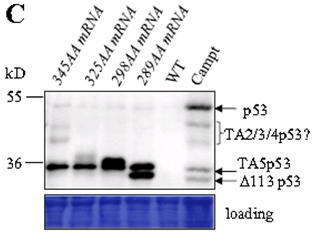 C
345AA mRNA
325AA mRNA
298AA mRNA
289AA mRNA
WT
Campt
kD
55
36
p53
TA2/3/4p53?
TA5p53
Δ113 p53
loading